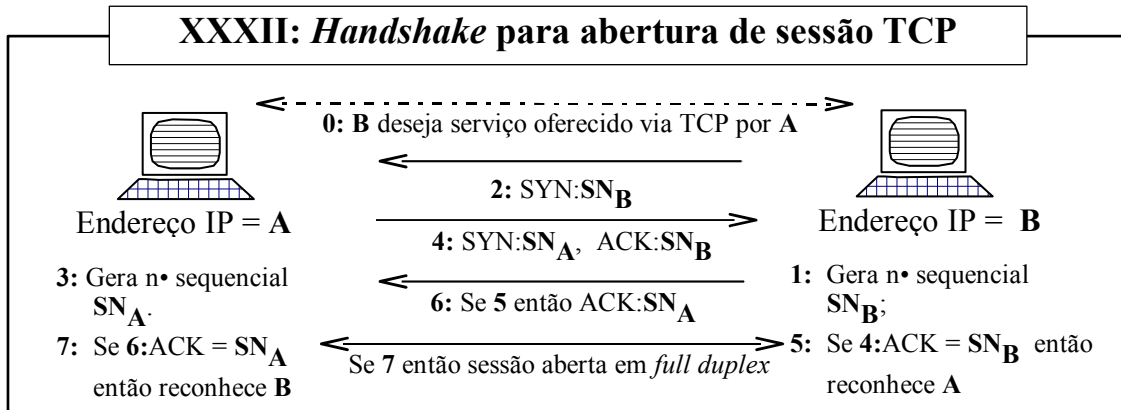 XXXII: Handshake para abertura de sessão TCP
0: B deseja serviço oferecido via TCP por A
2: SYN:SNB
Endereço IP = A
Endereço IP = B
4: SYN:SNA, ACK:SNB
3: Gera n• sequencial
SNA.
1: Gera n• sequencial
SNB;
6: Se 5 então ACK:SNA
7: Se 6:ACK = SNA
então reconhece B
Se 7 então sessão aberta em full duplex
5: Se 4:ACK = SNB então
reconhece A